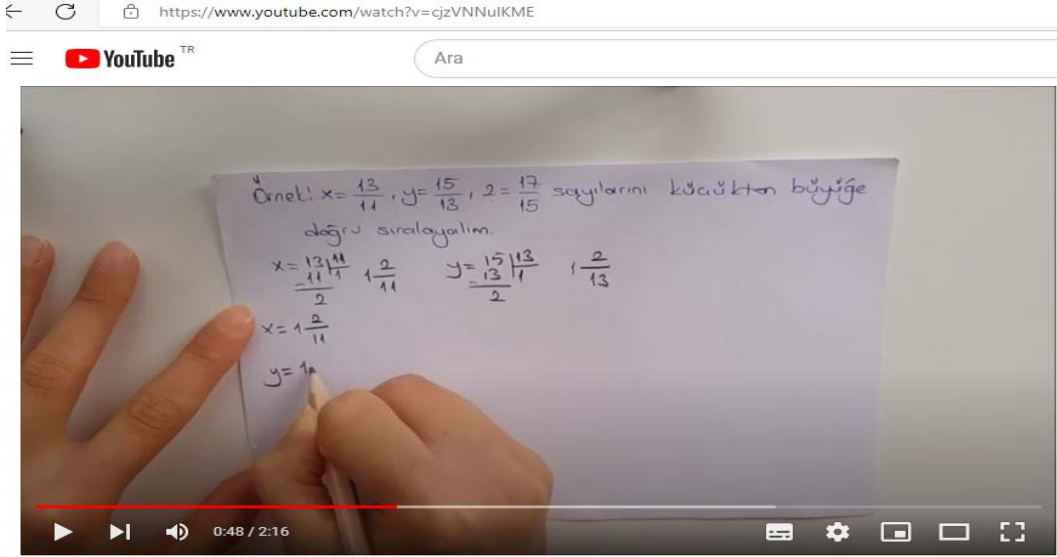 https://www.youtube.com/watch?v=cjzVNNuIKME
YouTube TR
Ara
Örnek! x= 13/11, y= 15/13, z= 17/15 sayılarını küçükten büyüğe
doğru sıralayalım.
x= 13 | 11 1 2/11 y= 15 | 13 1 2/13
-11 | 1 -13 | 1
2 2
x= 1 2/11
y= 1
0:48 / 2:16